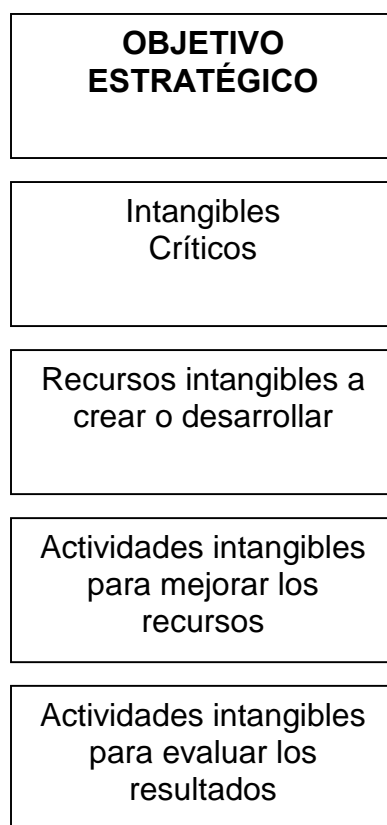 OBJETIVO
ESTRATÉGICO
Intangibles
Críticos
Recursos intangibles a
crear o desarrollar
Actividades intangibles
para mejorar los
recursos
Actividades intangibles
para evaluar los
resultados